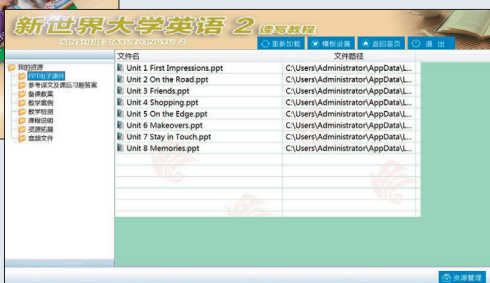 新世界大学英语 2 读写教程
XINSHIJIE DAXUE YINGYU 2
重新加载 模板设置 返回首页 退 出
文件名 文件路径
我的资源
PPT电子课件
参考译文及课后习题答案
备课教案
教学案例
教学检测
课程说明
资源拓展
音频文件
Unit 1 First Impressions.ppt C:\Users\Administrator\AppData\L...
Unit 2 On the Road.ppt C:\Users\Administrator\AppData\L...
Unit 3 Friends.ppt C:\Users\Administrator\AppData\L...
Unit 4 Shopping.ppt C:\Users\Administrator\AppData\L...
Unit 5 On the Edge.ppt C:\Users\Administrator\AppData\L...
Unit 6 Makeovers.ppt C:\Users\Administrator\AppData\L...
Unit 7 Stay in Touch.ppt C:\Users\Administrator\AppData\L...
Unit 8 Memories.ppt C:\Users\Administrator\AppData\L...
资源管理